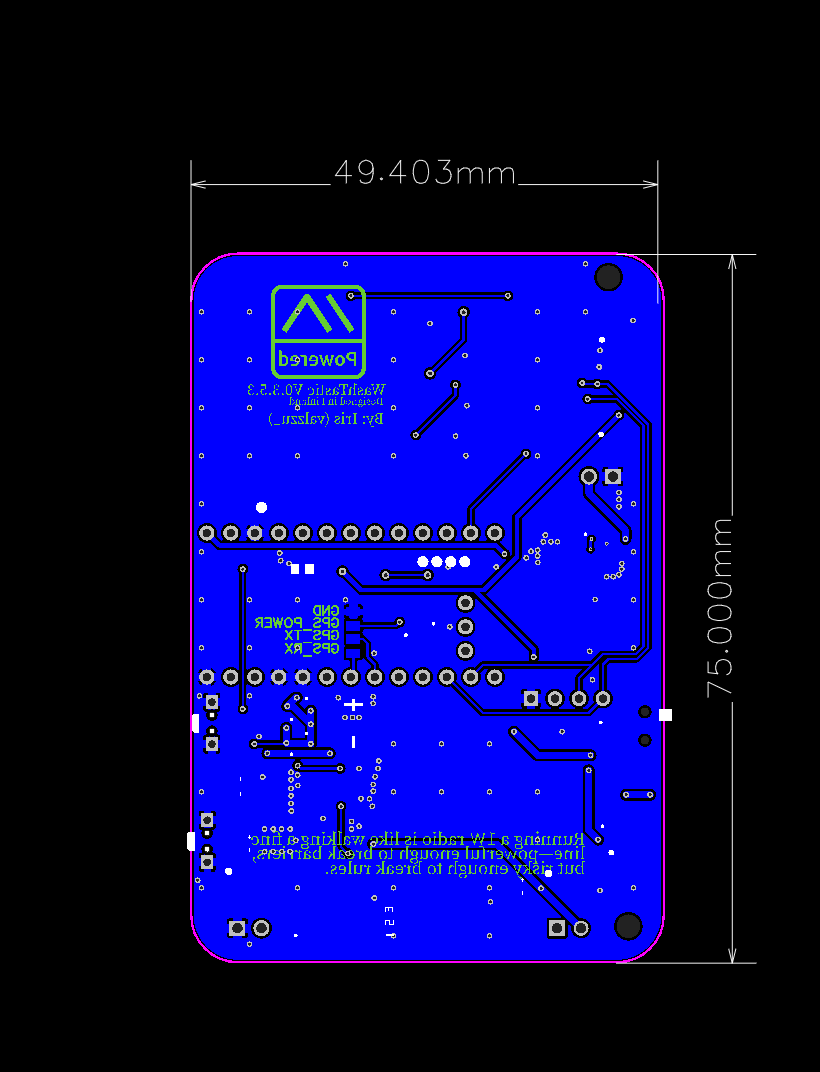 49.403mm
Powered
WashTastic V0.3.5.3
Designed in Finland
By: Iris (valzzu_)
75.000mm
GND
GPS_POWER
GPS_TX
GPS_RX
+
-
Running a 1W radio is like walking a fine
line—powerful enough to break barriers,
but risky enough to break rules.